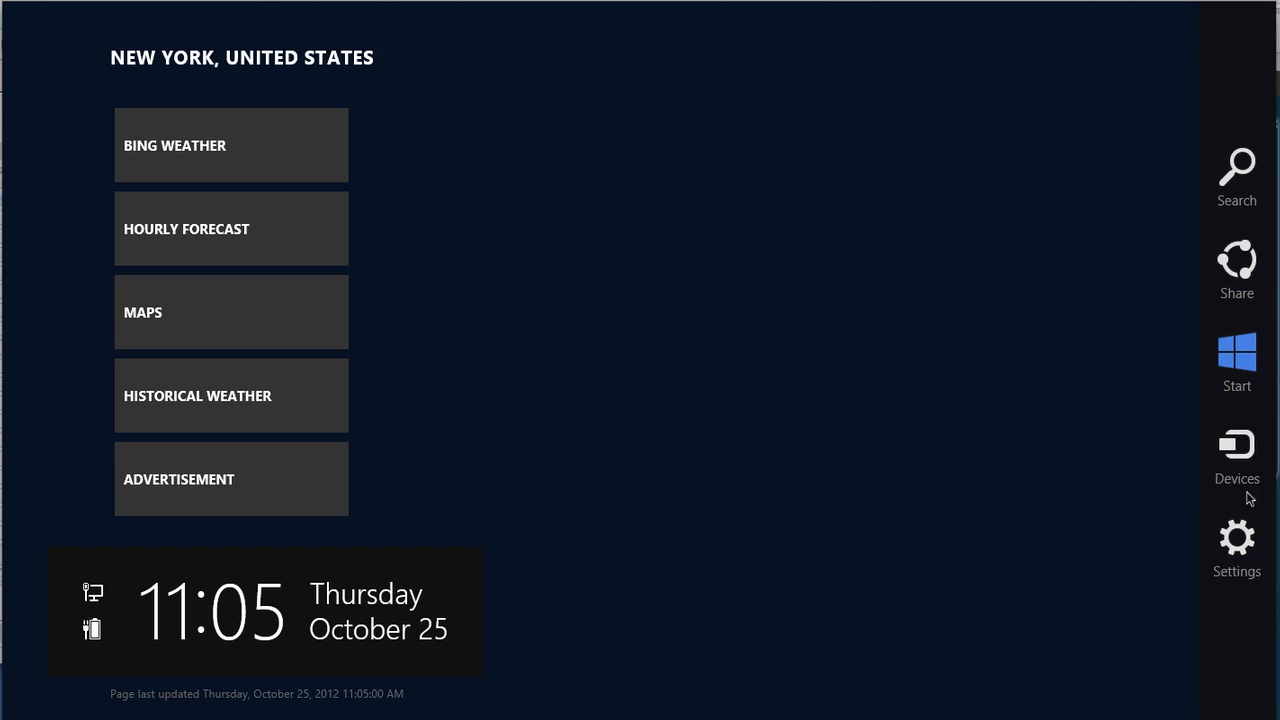 NEW YORK, UNITED STATES
BING WEATHER
HOURLY FORECAST
MAPS
HISTORICAL WEATHER
ADVERTISEMENT
11:05
Thursday
October 25
Page last updated Thursday, October 25, 2012 11:05:00 AM
Search
Share
Start
Devices
Settings